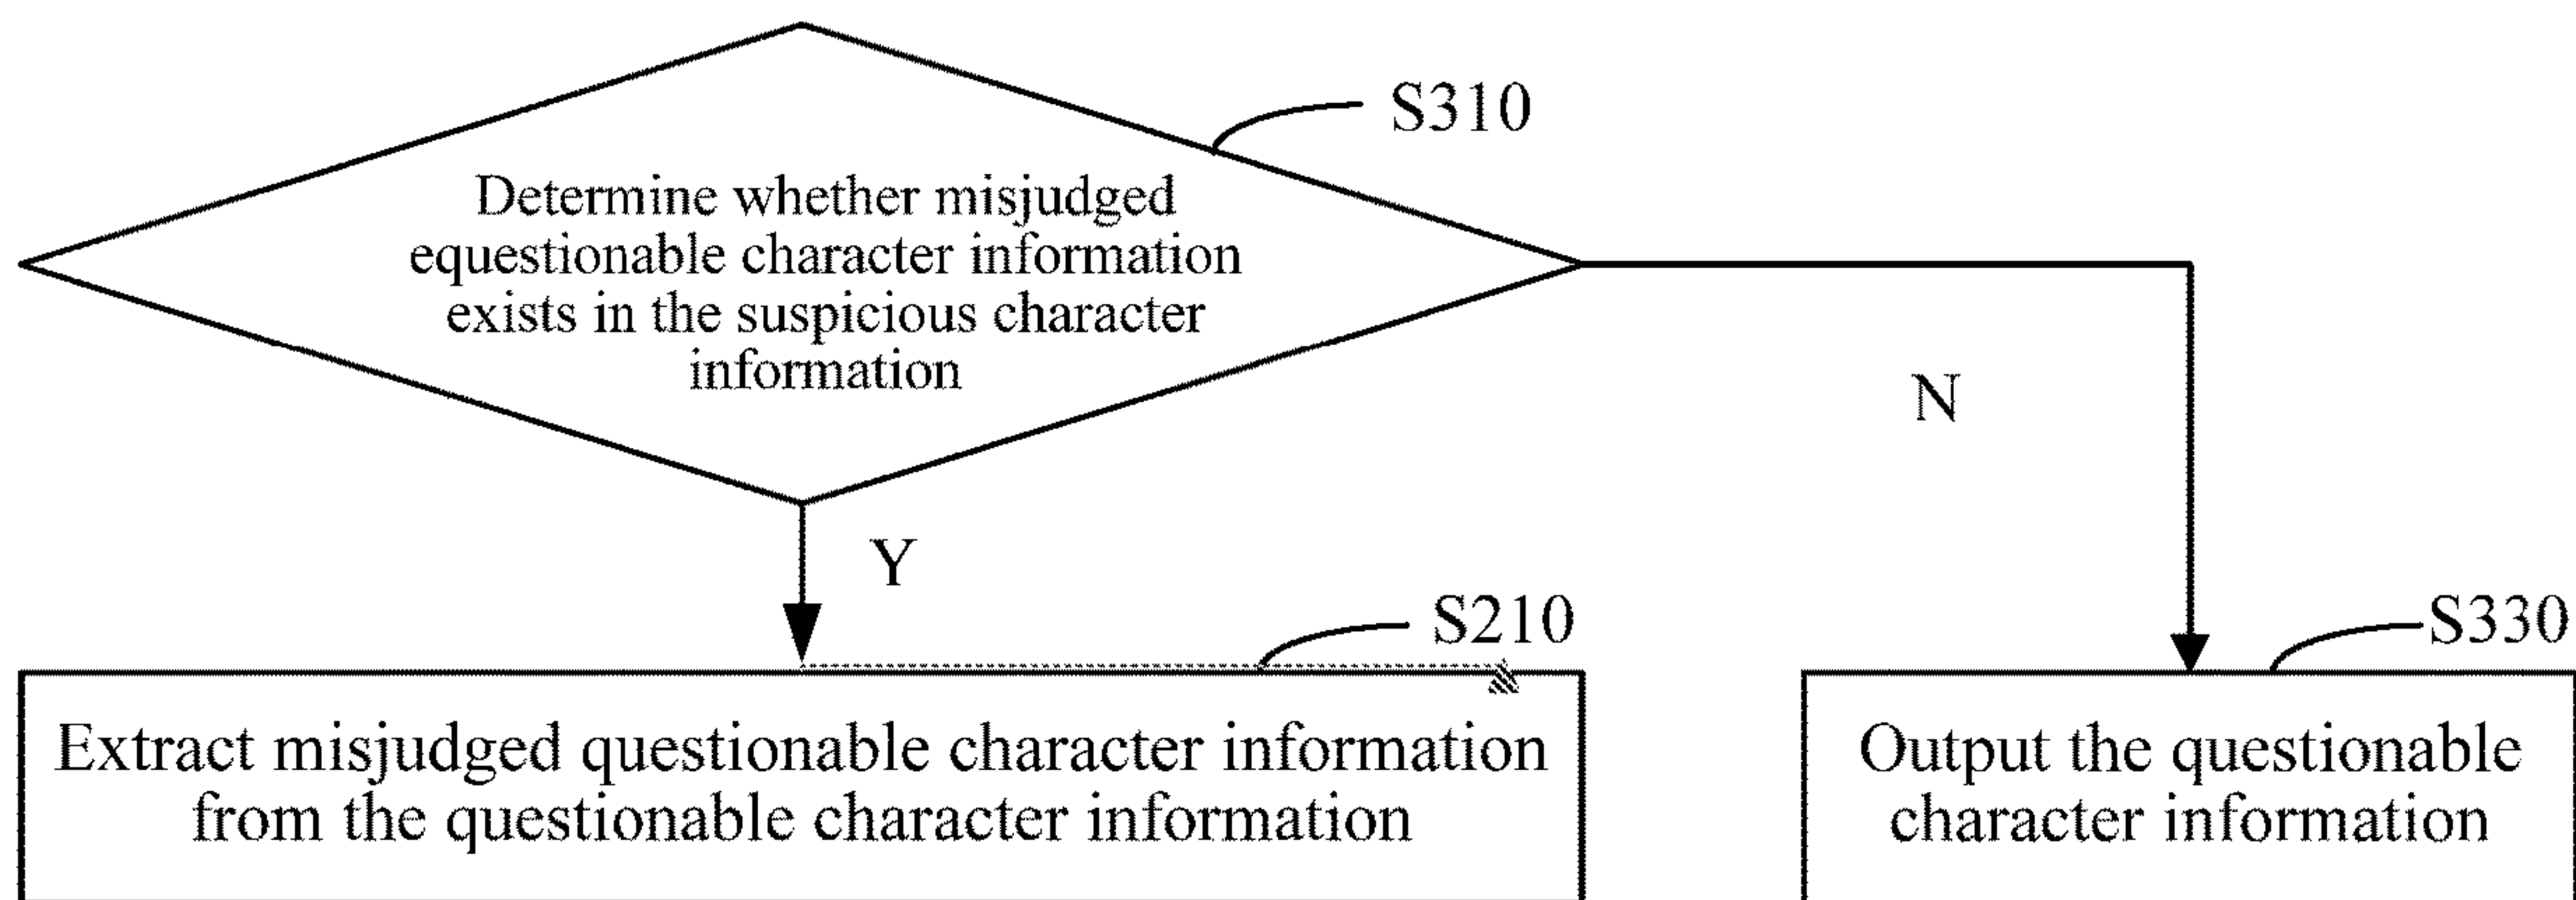 S310
Determine whether misjudged
equestionable character information
exists in the suspicious character
information
N
Y
S210
S330
Extract misjudged questionable character information
from the questionable character information
Output the questionable
character information